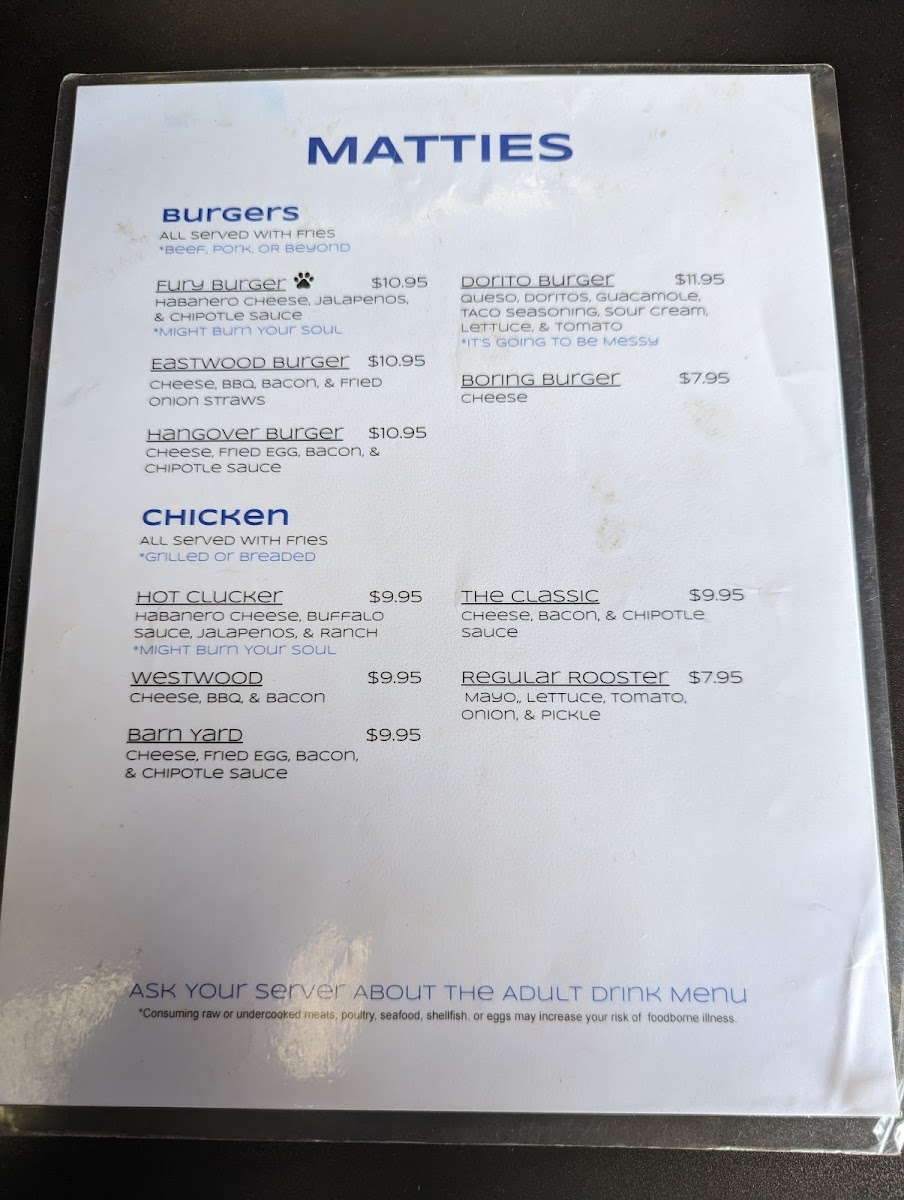 MATTIES
Burgers
ALL Served WITH Fries
*Beef, Pork, or Beyond
Fury Burger $10.95
Habanero Cheese, Jalapenos,
& Chipotle Sauce
*Might Burn Your Soul
Eastwood Burger $10.95
Cheese, BBQ, Bacon, & Fried
Onion Straws
Hangover Burger $10.95
Cheese, Fried Egg, Bacon, &
Chipotle Sauce
Dorito Burger $11.95
Queso, Doritos, Guacamole,
Taco Seasoning, Sour Cream,
Lettuce, & Tomato
*It's Going to Be Messy
Boring Burger $7.95
Cheese
Chicken
All Served With Fries
*Grilled or Breaded
Hot Clucker $9.95
Habanero Cheese, Buffalo
Sauce, Jalapenos, & Ranch
*Might Burn Your Soul
Westwood $9.95
Cheese, BBQ, & Bacon
Barn Yard $9.95
Cheese, Fried Egg, Bacon,
& Chipotle Sauce
The Classic $9.95
Cheese, Bacon, & Chipotle
Sauce
Regular Rooster $7.95
Mayo,, Lettuce, Tomato,
Onion, & Pickle
Ask Your Server About The Adult Drink Menu
*Consuming raw or undercooked meats, poultry, seafood, shellfish, or eggs may increase your risk of foodborne illness.